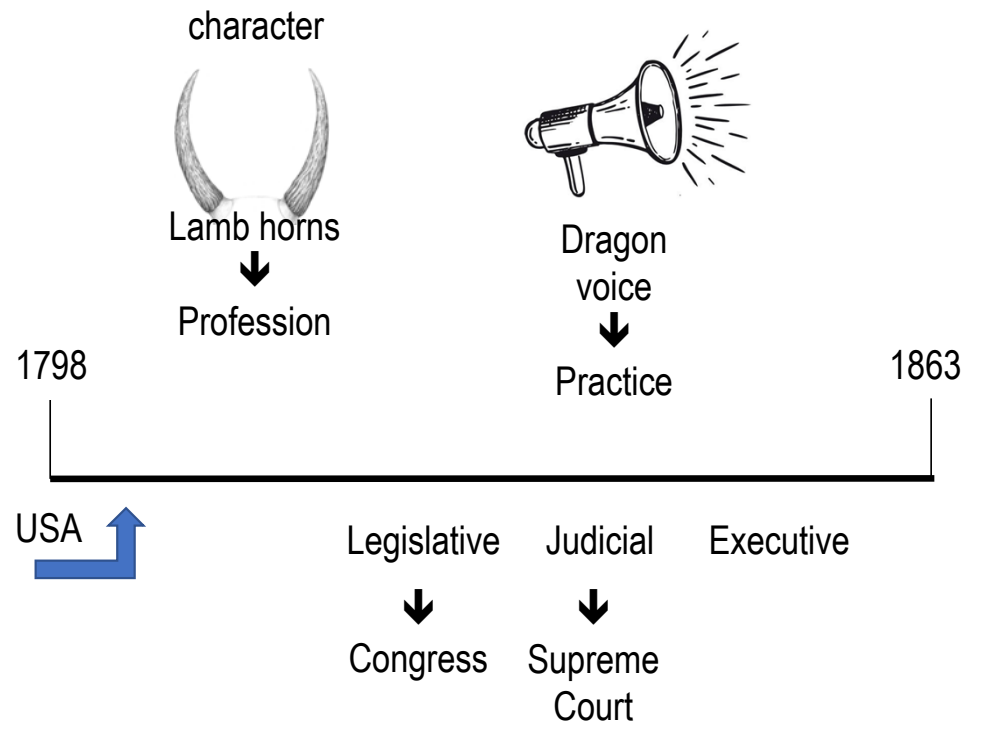 character
Lamb horns
Profession
Dragon
voice
Practice
1798
1863
USA
Legislative
Judicial
Executive
Congress
Supreme
Court